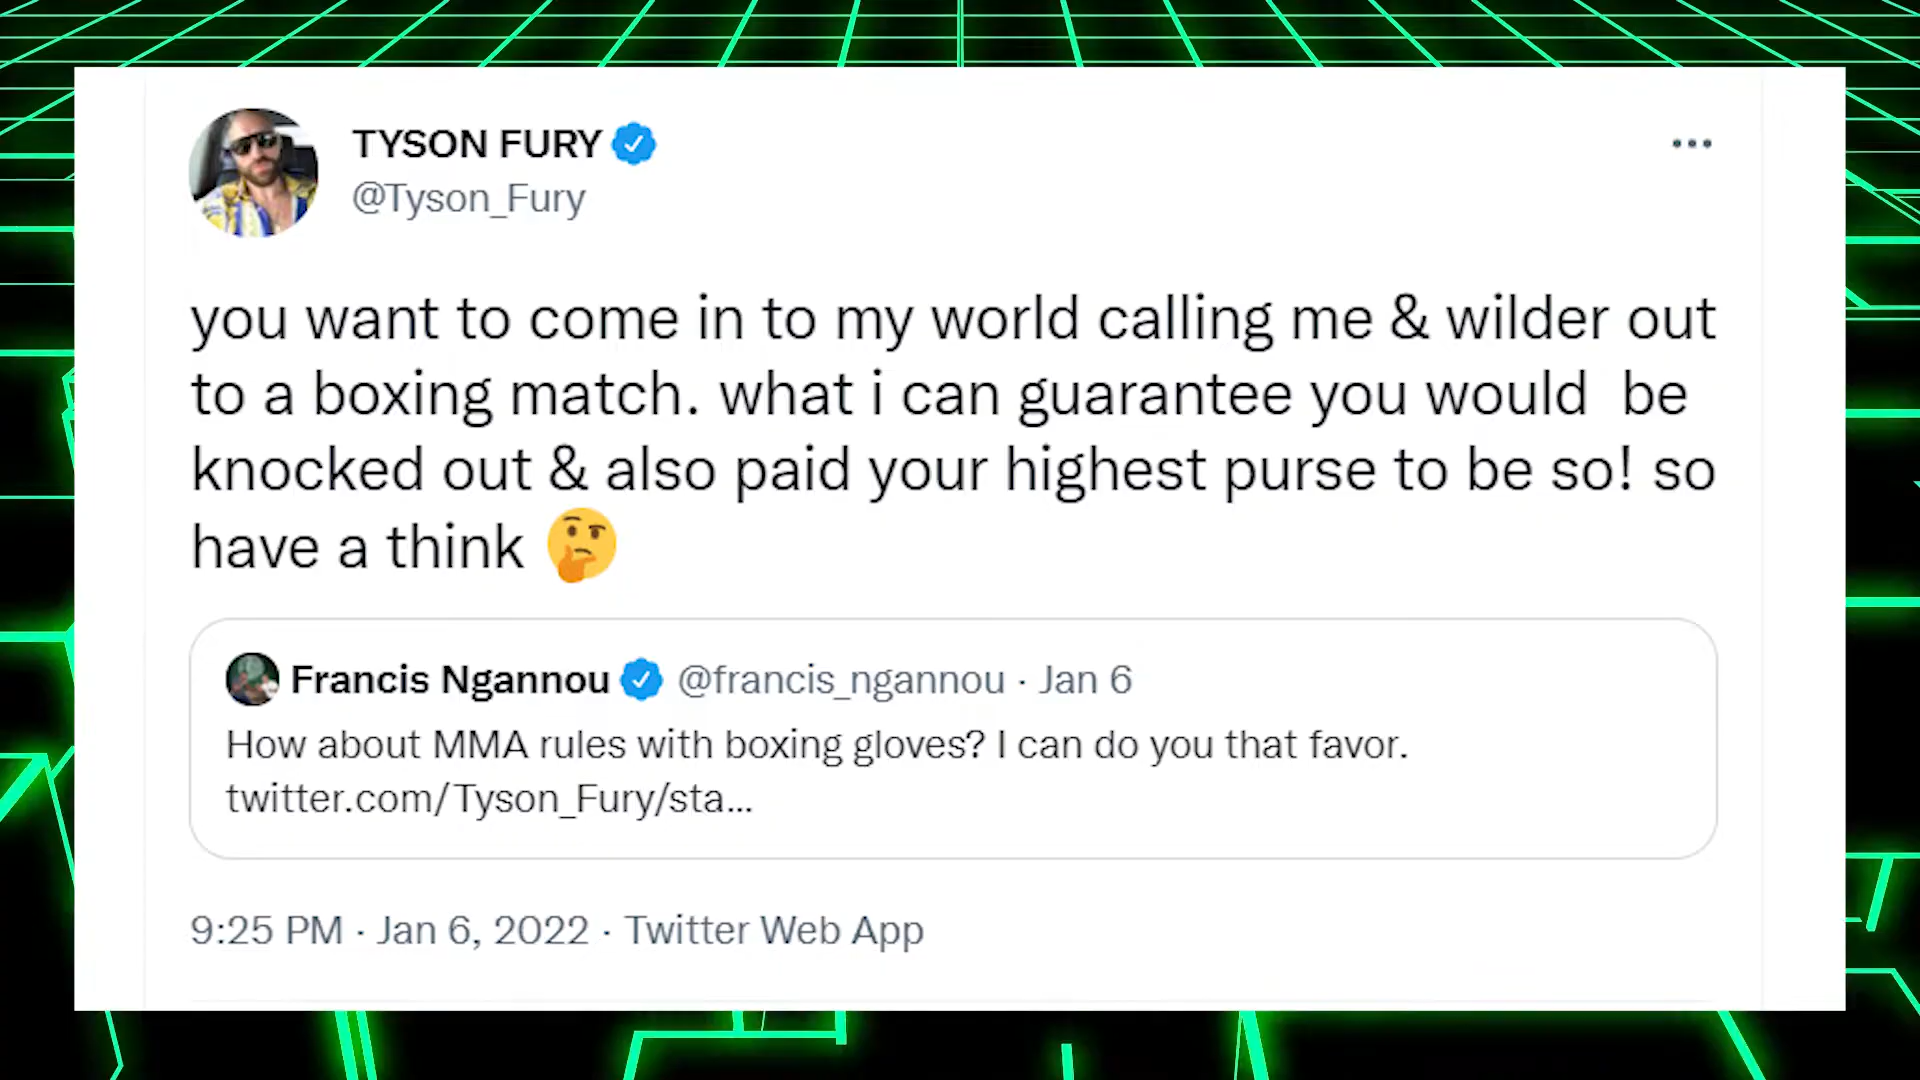 TYSON FURY
@Tyson_Fury
you want to come in to my world calling me & wilder out
to a boxing match. what i can guarantee you would  be
knocked out & also paid your highest purse to be so! so
have a think 🤔
Francis Ngannou @francis_ngannou · Jan 6
How about MMA rules with boxing gloves? I can do you that favor.
twitter.com/Tyson_Fury/sta...
9:25 PM · Jan 6, 2022 · Twitter Web App